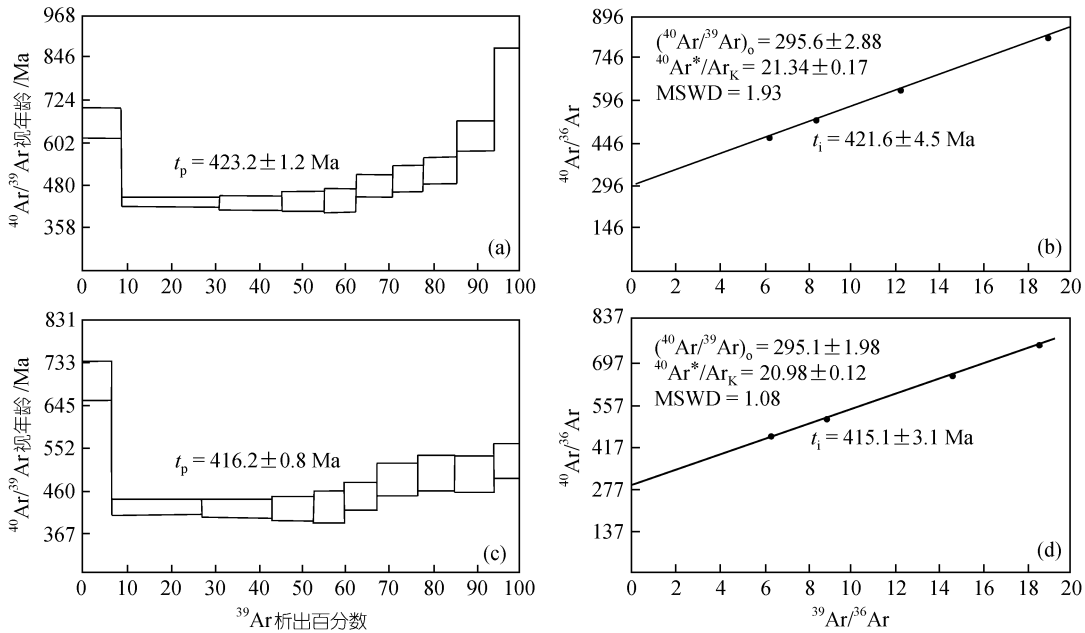 968
846
724
602
480
358
⁴⁰Ar/³⁹Ar视年龄/Ma
tₚ = 423.2±1.2 Ma
(a)
0 10 20 30 40 50 60 70 80 90 100
896
746
596
446
296
146
⁴⁰Ar/³⁶Ar
(⁴⁰Ar/³⁹Ar)ₒ = 295.6±2.88
⁴⁰Ar*/Ar_K = 21.34±0.17
MSWD = 1.93
tᵢ = 421.6±4.5 Ma
(b)
0 2 4 6 8 10 12 14 16 18 20
831
733
645
552
460
367
⁴⁰Ar/³⁹Ar视年龄/Ma
tₚ = 416.2±0.8 Ma
(c)
0 10 20 30 40 50 60 70 80 90 100
³⁹Ar析出百分数
837
697
557
417
277
137
⁴⁰Ar/³⁶Ar
(⁴⁰Ar/³⁹Ar)ₒ = 295.1±1.98
⁴⁰Ar*/Ar_K = 20.98±0.12
MSWD = 1.08
tᵢ = 415.1±3.1 Ma
(d)
0 2 4 6 8 10 12 14 16 18 20
³⁹Ar/³⁶Ar